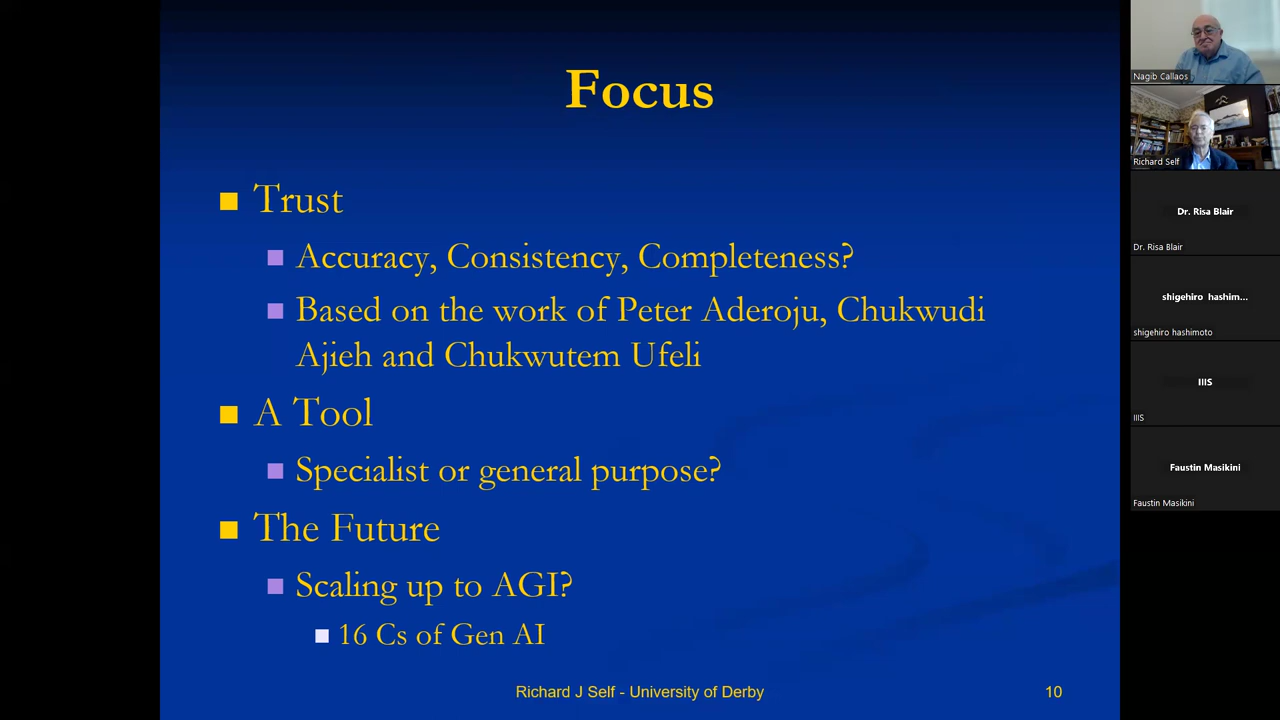 Focus
Trust
Accuracy, Consistency, Completeness?
Based on the work of Peter Aderoju, Chukwudi
Ajieh and Chukwutem Ufeli
A Tool
Specialist or general purpose?
The Future
Scaling up to AGI?
16 Cs of Gen AI
Richard J Self - University of Derby
10
Nagib Callaos
Richard Self
Dr. Risa Blair
Dr. Risa Blair
shigehiro hashim...
shigehiro hashimoto
IIIS
IIIS
Faustin Masikini
Faustin Masikini